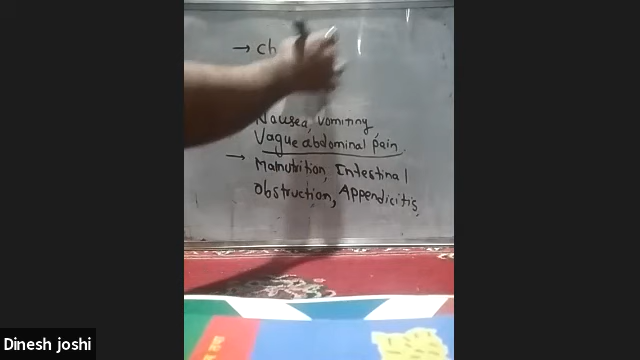 → ch
Nausea, vomiting,
Vague abdominal pain.
→ Malnutrition, Intestinal
obstruction, Appendicitis,
Dinesh joshi